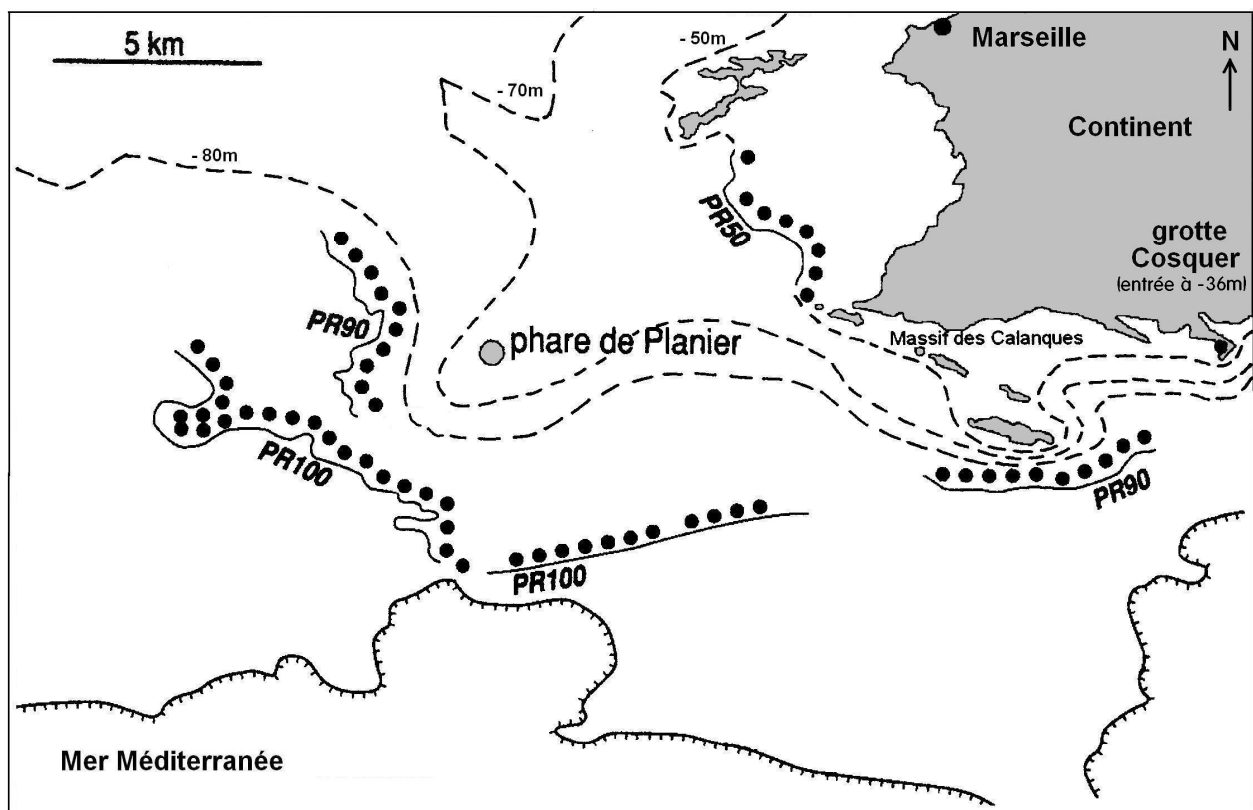 5 km
- 50m
Marseille
N
- 70m
Continent
- 80m
PR50
grotte
Cosquer
(entrée à -36m)
PR90
phare de Planier
Massif des Calanques
PR100
PR90
PR100
Mer Méditerranée